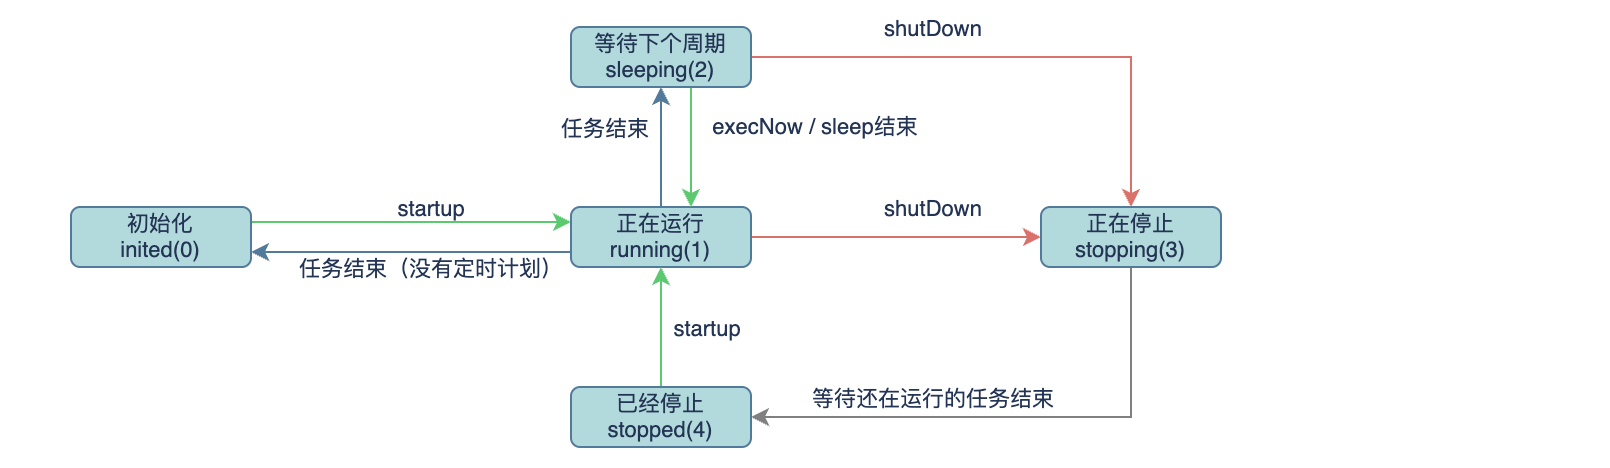 shutDown
等待下个周期
sleeping(2)
任务结束
execNow / sleep结束
startup
shutDown
初始化
inited(0)
正在运行
running(1)
正在停止
stopping(3)
任务结束（没有定时计划）
startup
等待还在运行的任务结束
已经停止
stopped(4)